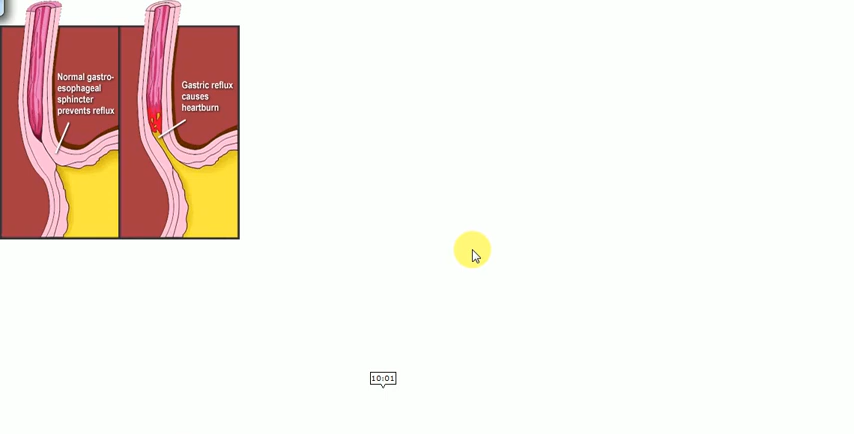 Normal gastro-
esophageal
sphincter
prevents reflux
Gastric reflux
causes
heartburn
10:01